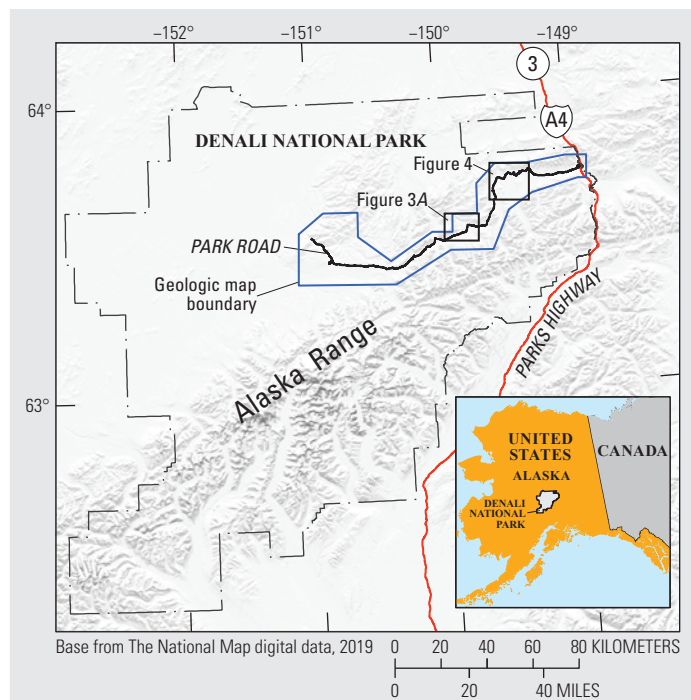 −152° −151° −150° −149°
3
64°
A4
DENALI NATIONAL PARK
Figure 4
Figure 3A
PARK ROAD
Geologic map
boundary
PARKS HIGHWAY
Alaska Range
63°
UNITED
STATES
CANADA
ALASKA
DENALI
NATIONAL
PARK
Base from The National Map digital data, 2019
0 20 40 60 80 KILOMETERS
0 20 40 MILES